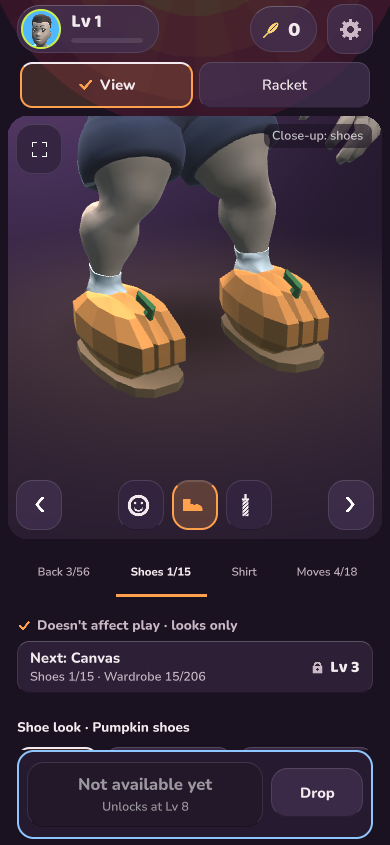 Lv 1
0
View
Racket
Close-up: shoes
Back 3/56
Shoes 1/15
Shirt
Moves 4/18
Doesn't affect play · looks only
Next: Canvas
Shoes 1/15 · Wardrobe 15/206
Lv 3
Shoe look · Pumpkin shoes
Not available yet
Unlocks at Lv 8
Drop